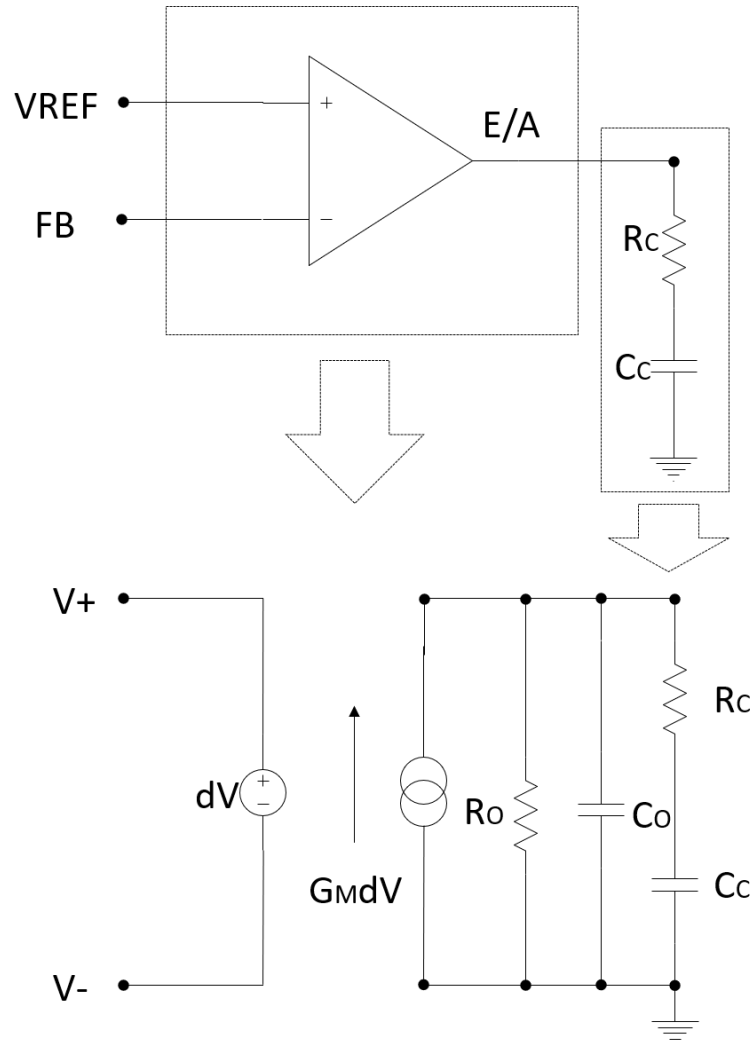 VREF
+
E/A
FB
−
RC
CC
V+
RC
+
dV
−
RO
CO
GMdV
CC
V-